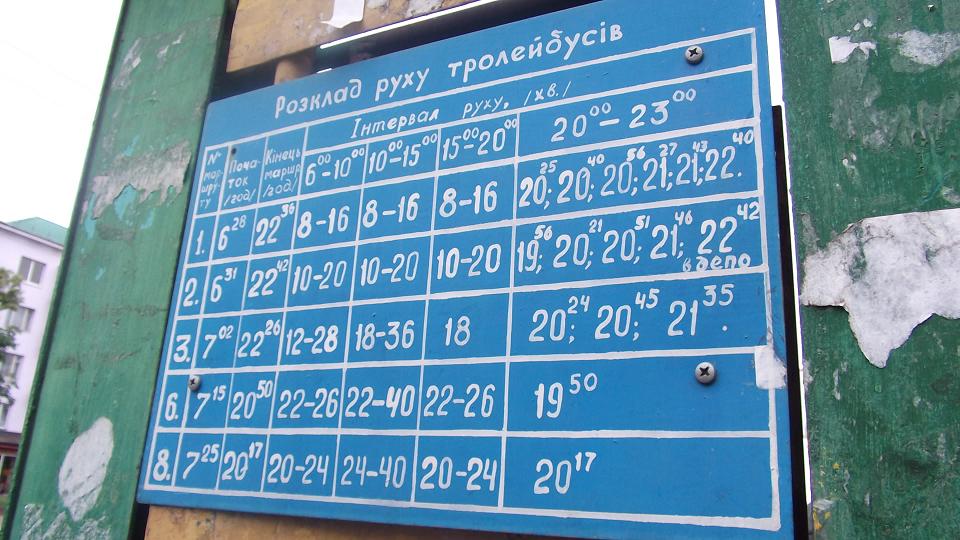 Розклад руху тролейбусів
№ маршруту Початок /год/ Кінець маршр. /год/ Інтервал руху, /хв./
6⁰⁰-10⁰⁰ 10⁰⁰-15⁰⁰ 15⁰⁰-20⁰⁰ 20⁰⁰-23⁰⁰
1. 6²⁸ 22³⁶ 8-16 8-16 8-16 20²⁵; 20⁴⁰; 20⁵⁶; 21²⁷; 21⁴³; 22⁴⁰.
2. 6³¹ 22⁴² 10-20 10-20 10-20 19⁵⁶; 20²¹; 20⁵¹; 21⁴⁶; 22⁴² в депо
3. 7⁰² 22²⁶ 12-28 18-36 18 20²⁴; 20⁴⁵; 21³⁵.
6. 7¹⁵ 20⁵⁰ 22-26 22-40 22-26 19⁵⁰
8. 7²⁵ 20¹⁷ 20-24 24-40 20-24 20¹⁷